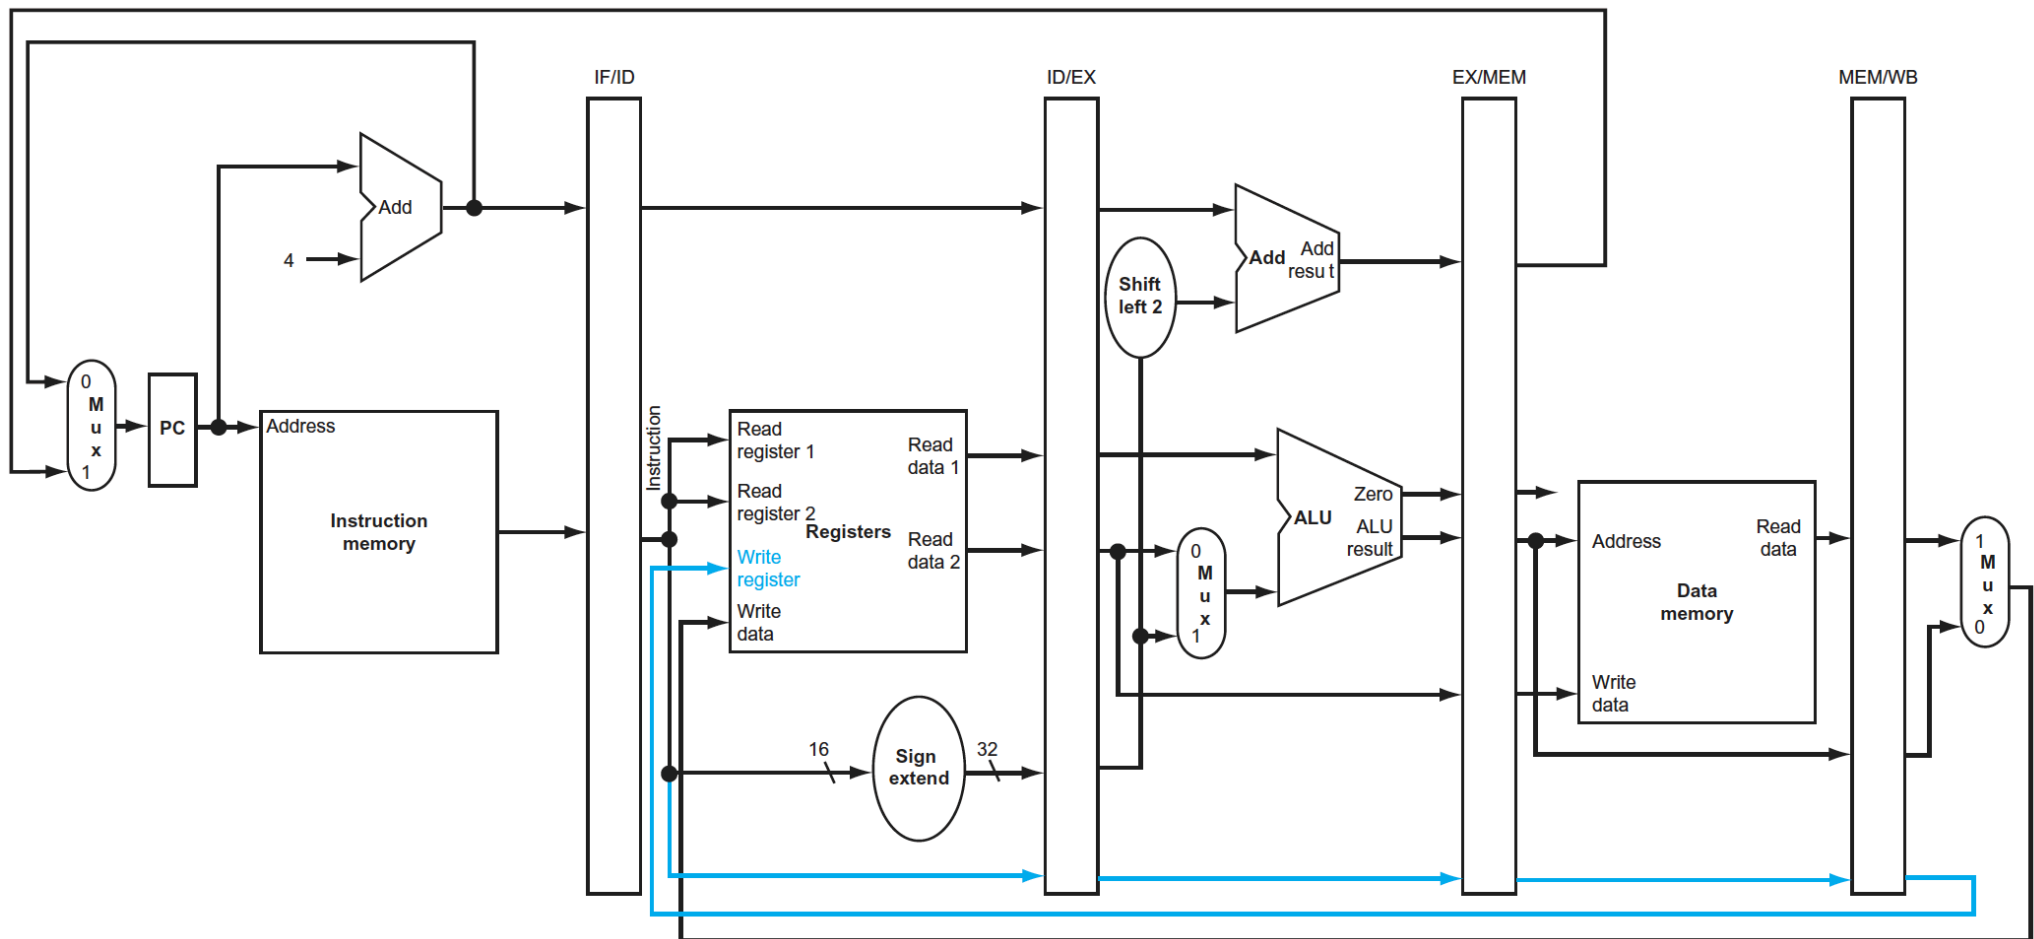 IF/ID
ID/EX
EX/MEM
MEM/WB
Add
4
Add
Add
resu t
Shift
left 2
0
M
u
x
1
PC
Address
Instruction
memory
Instruction
Read
register 1
Read
register 2
Write
register
Write
data
Registers
Read
data 1
Read
data 2
16
Sign
extend
32
0
M
u
x
1
ALU
Zero
ALU
result
Address
Read
data
Data
memory
Write
data
1
M
u
x
0